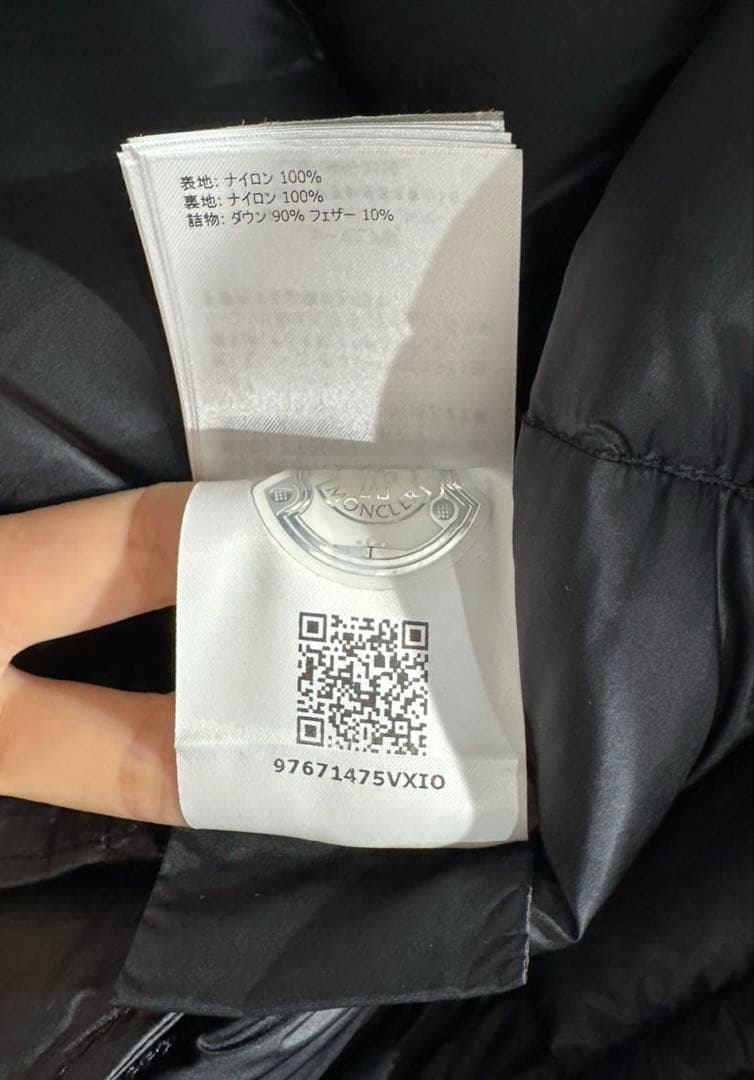 表地: ナイロン 100%
裏地: ナイロン 100%
詰物: ダウン 90% フェザー 10%
MONCLER
97671475VXIO